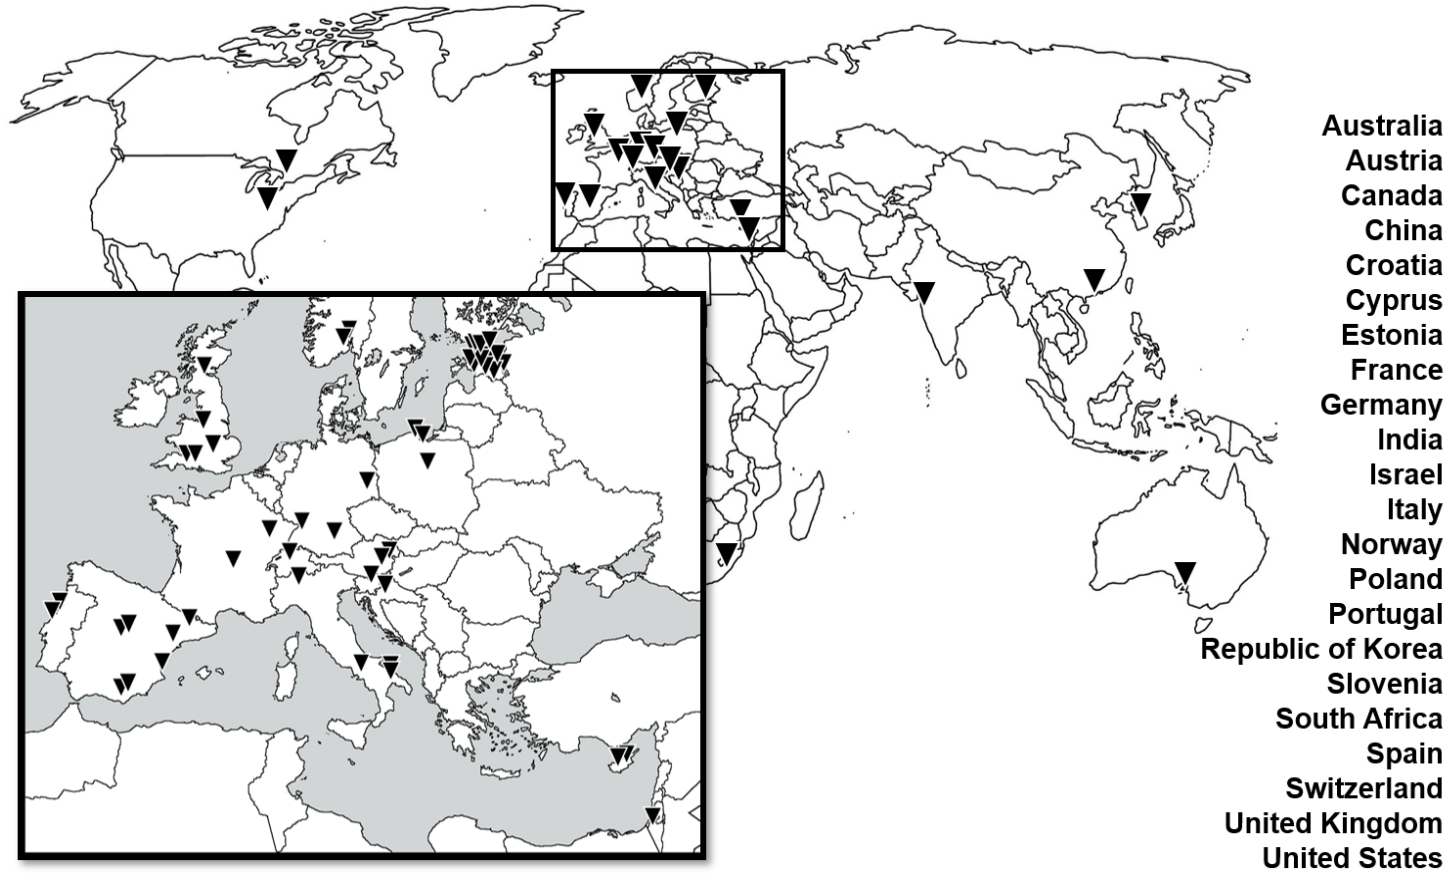 Australia
Austria
Canada
China
Croatia
Cyprus
Estonia
France
Germany
India
Israel
Italy
Norway
Poland
Portugal
Republic of Korea
Slovenia
South Africa
Spain
Switzerland
United Kingdom
United States